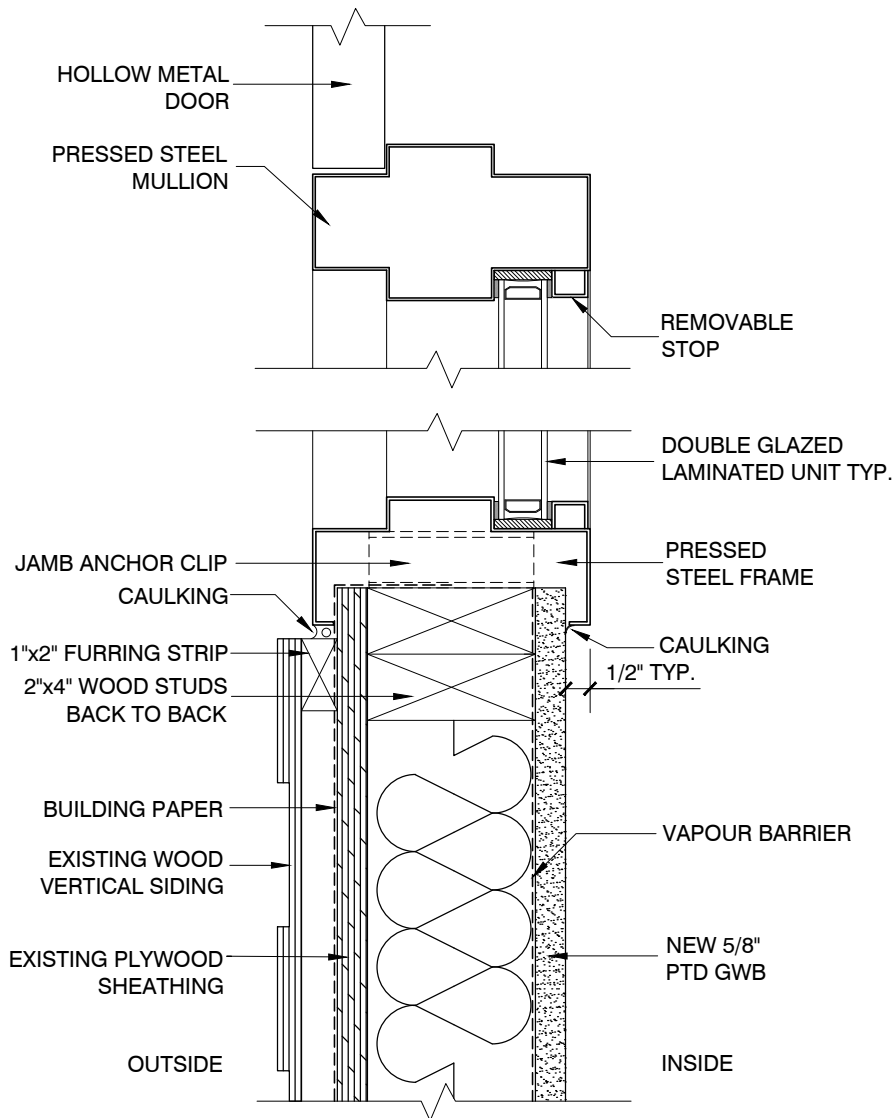 HOLLOW METAL
DOOR
PRESSED STEEL
MULLION
REMOVABLE
STOP
DOUBLE GLAZED
LAMINATED UNIT TYP.
JAMB ANCHOR CLIP
PRESSED
STEEL FRAME
CAULKING
CAULKING
1"x2" FURRING STRIP
1/2" TYP.
2"x4" WOOD STUDS
BACK TO BACK
BUILDING PAPER
VAPOUR BARRIER
EXISTING WOOD
VERTICAL SIDING
EXISTING PLYWOOD
SHEATHING
NEW 5/8"
PTD GWB
OUTSIDE
INSIDE